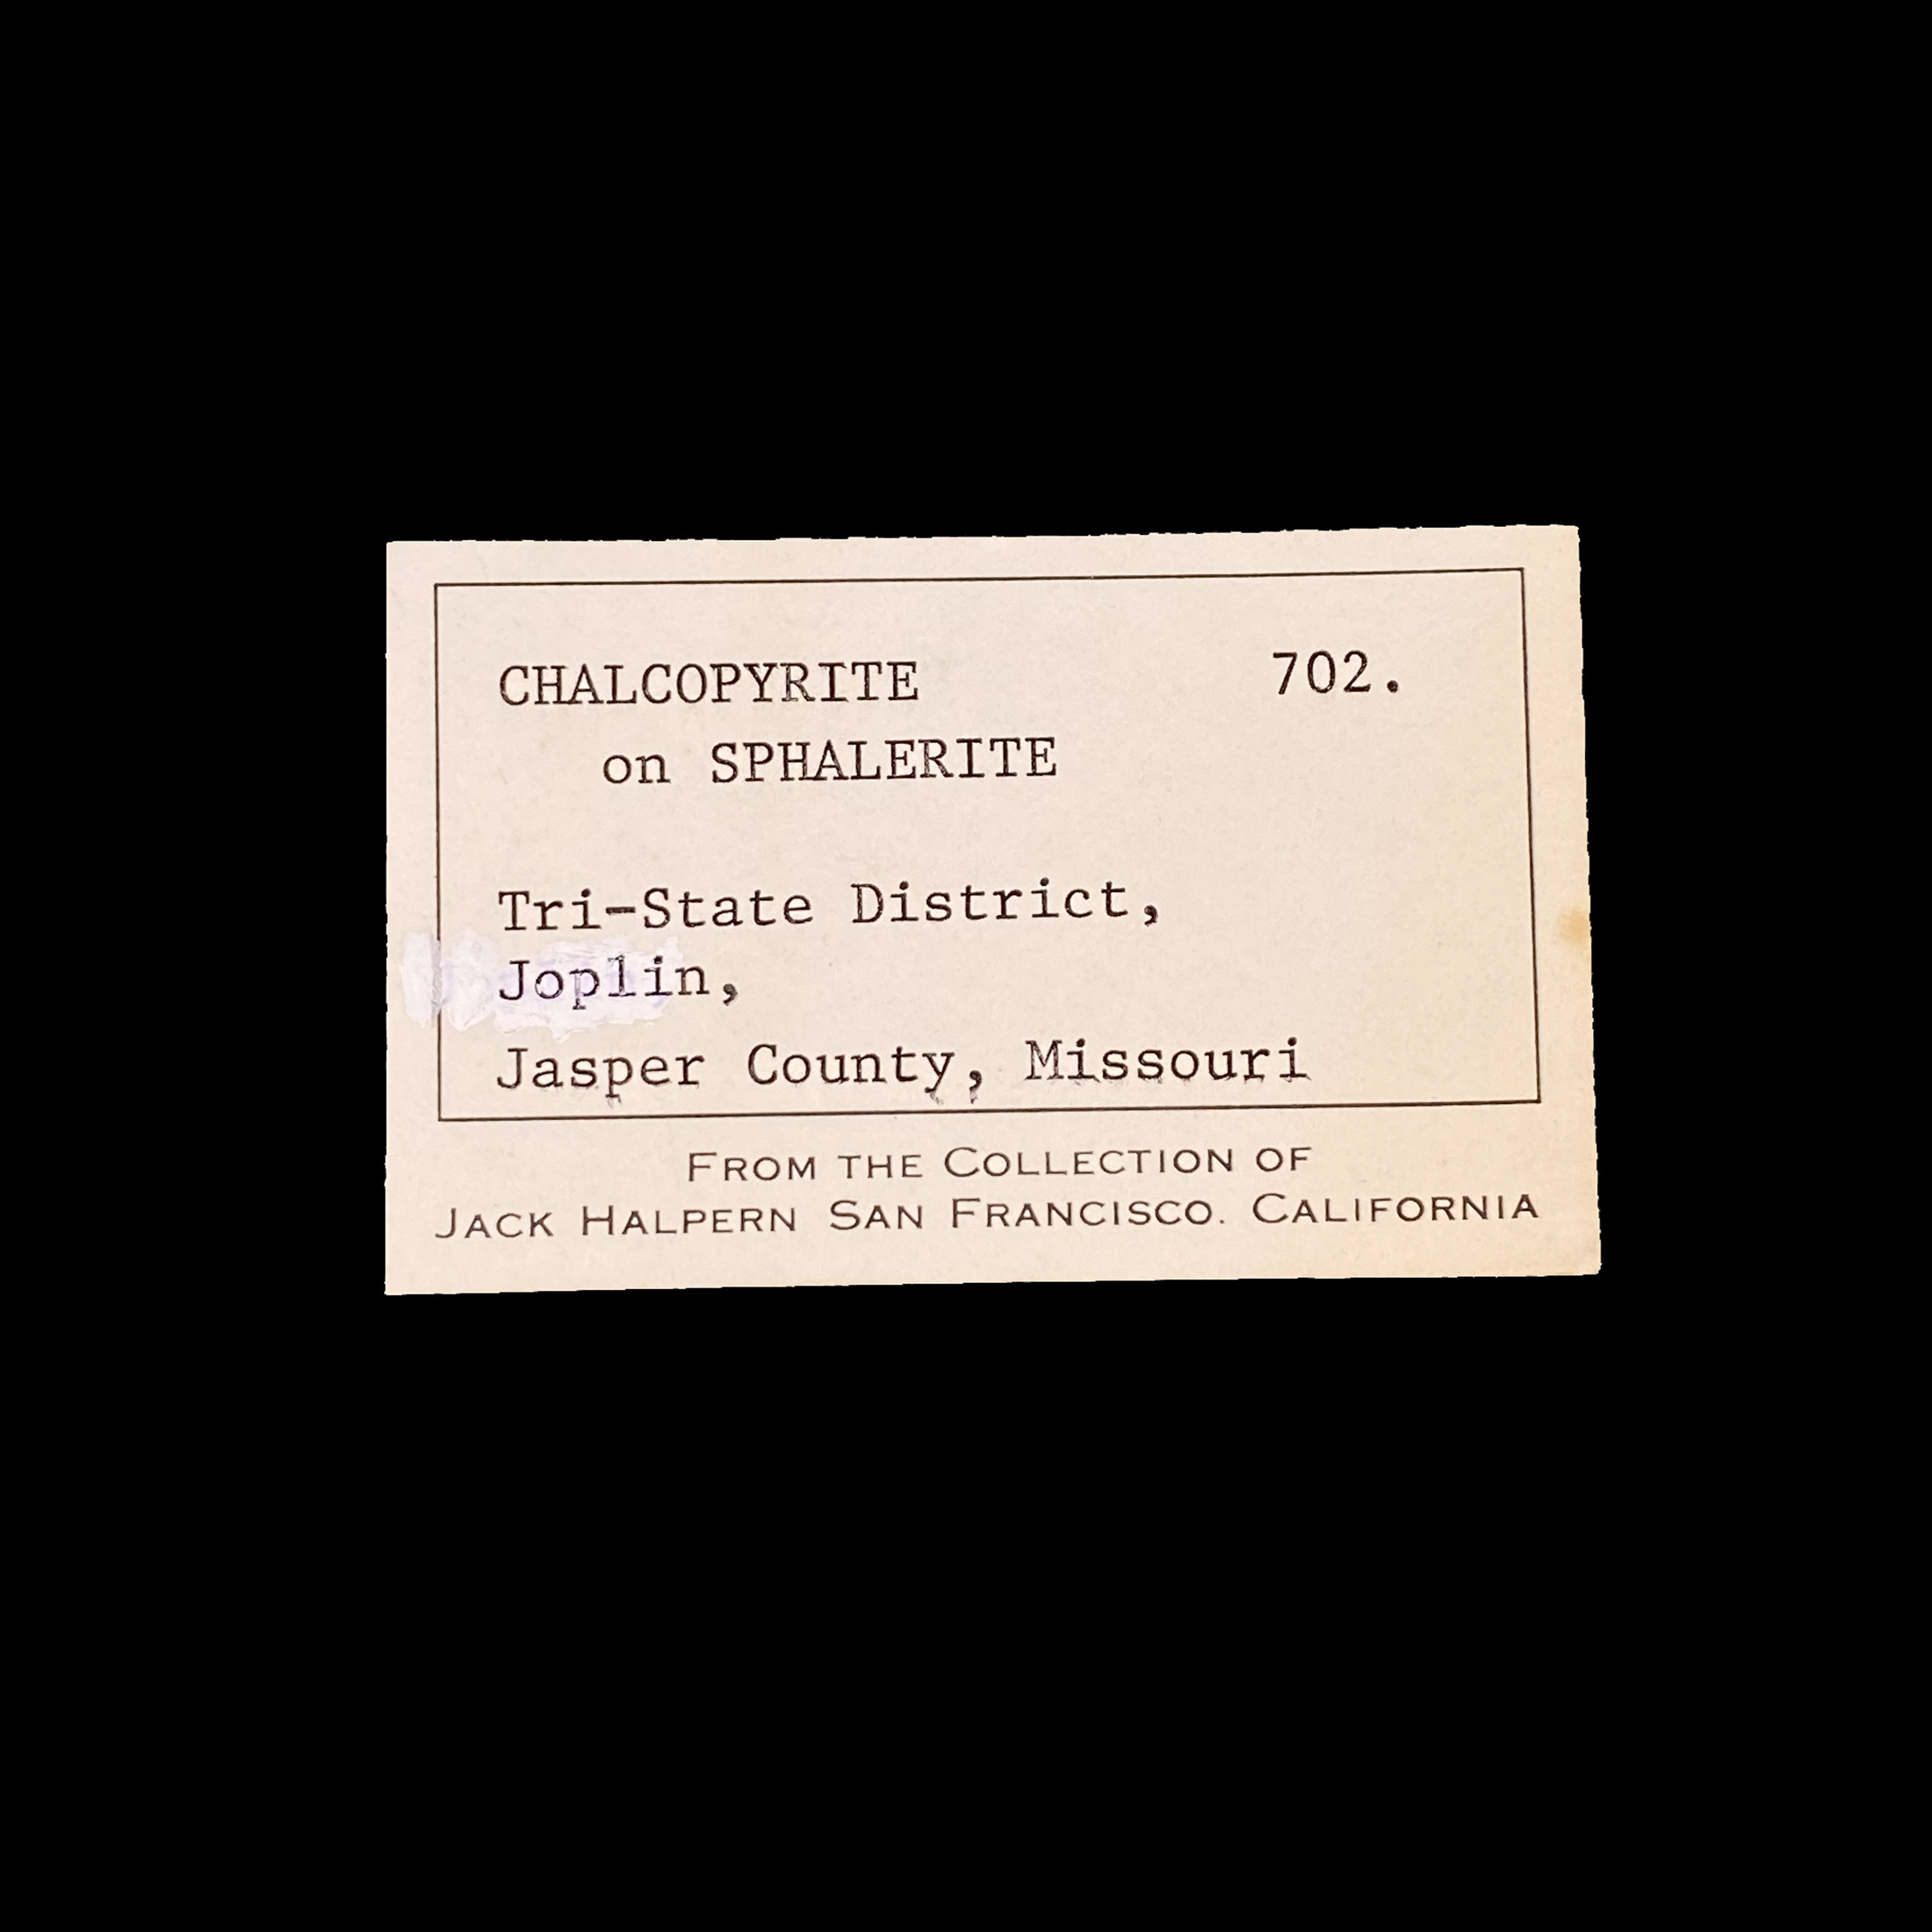 CHALCOPYRITE 702.
on SPHALERITE
Tri-State District,
Joplin,
Jasper County, Missouri
FROM THE COLLECTION OF
JACK HALPERN SAN FRANCISCO. CALIFORNIA